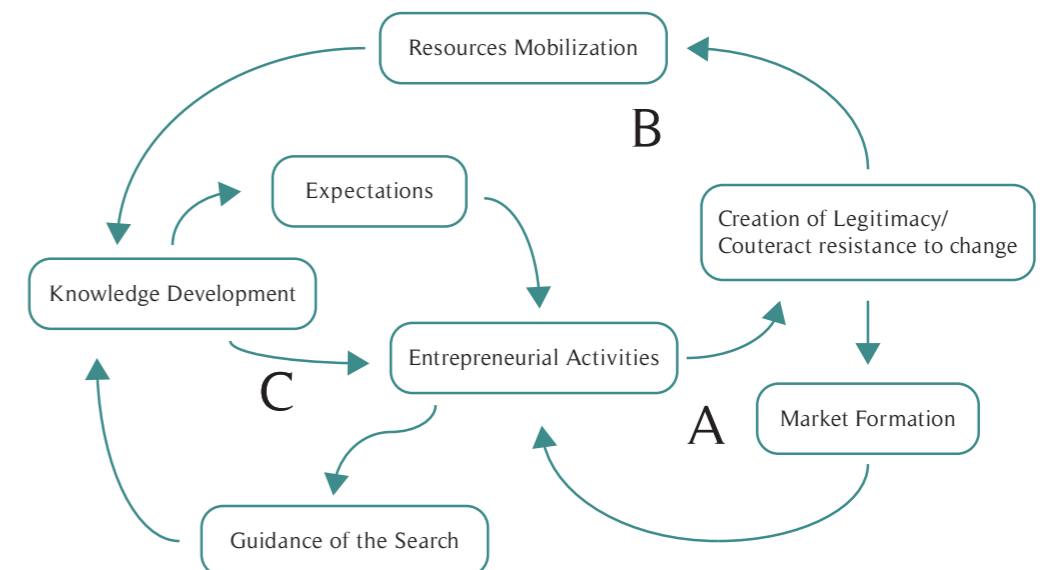 Resources Mobilization
B
Expectations
Creation of Legitimacy/
Couteract resistance to change
Knowledge Development
Entrepreneurial Activities
C
A
Market Formation
Guidance of the Search